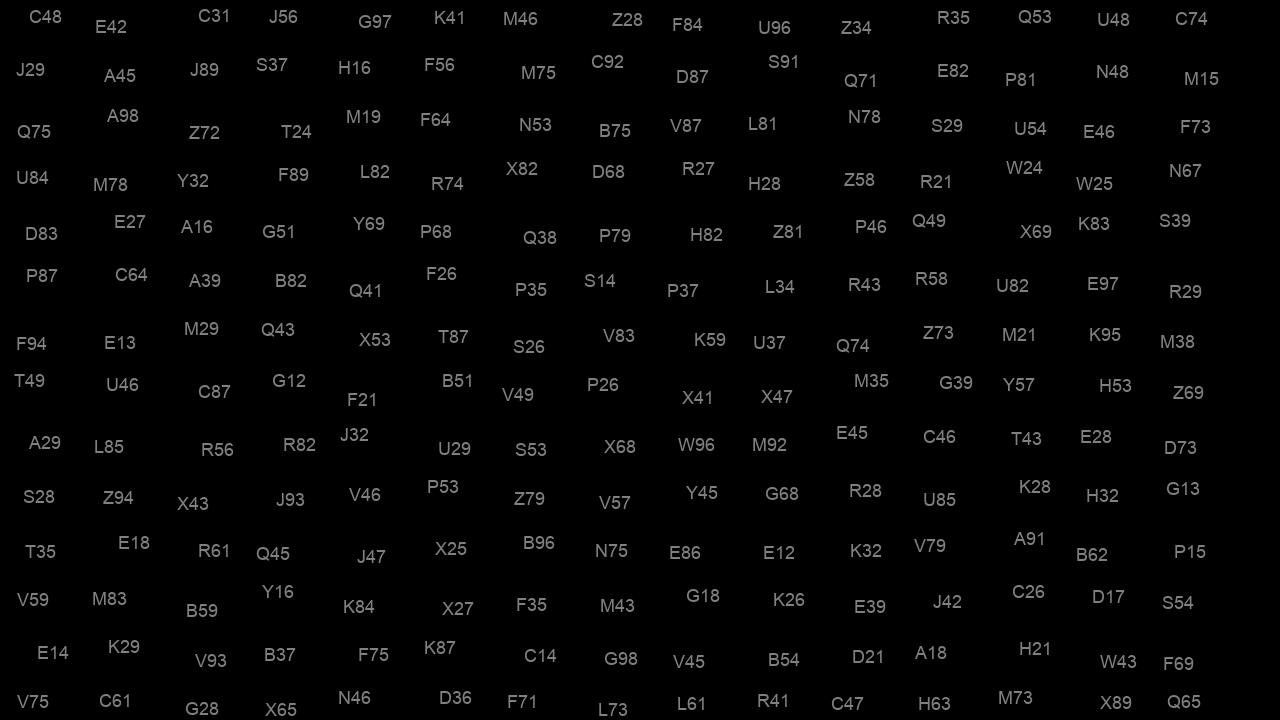 C48 E42 C31 J56 G97 K41 M46 Z28 F84 U96 Z34 R35 Q53 U48 C74
J29 A45 J89 S37 H16 F56 M75 C92 D87 S91 Q71 E82 P81 N48 M15
Q75 A98 Z72 T24 M19 F64 N53 B75 V87 L81 N78 S29 U54 E46 F73
U84 M78 Y32 F89 L82 R74 X82 D68 R27 H28 Z58 R21 W24 W25 N67
D83 E27 A16 G51 Y69 P68 Q38 P79 H82 Z81 P46 Q49 X69 K83 S39
P87 C64 A39 B82 Q41 F26 P35 S14 P37 L34 R43 R58 U82 E97 R29
F94 E13 M29 Q43 X53 T87 S26 V83 K59 U37 Q74 Z73 M21 K95 M38
T49 U46 C87 G12 F21 B51 V49 P26 X41 X47 M35 G39 Y57 H53 Z69
A29 L85 R56 R82 J32 U29 S53 X68 W96 M92 E45 C46 T43 E28 D73
S28 Z94 X43 J93 V46 P53 Z79 V57 Y45 G68 R28 U85 K28 H32 G13
T35 E18 R61 Q45 J47 X25 B96 N75 E86 E12 K32 V79 A91 B62 P15
V59 M83 B59 Y16 K84 X27 F35 M43 G18 K26 E39 J42 C26 D17 S54
E14 K29 V93 B37 F75 K87 C14 G98 V45 B54 D21 A18 H21 W43 F69
V75 C61 G28 X65 N46 D36 F71 L73 L61 R41 C47 H63 M73 X89 Q65